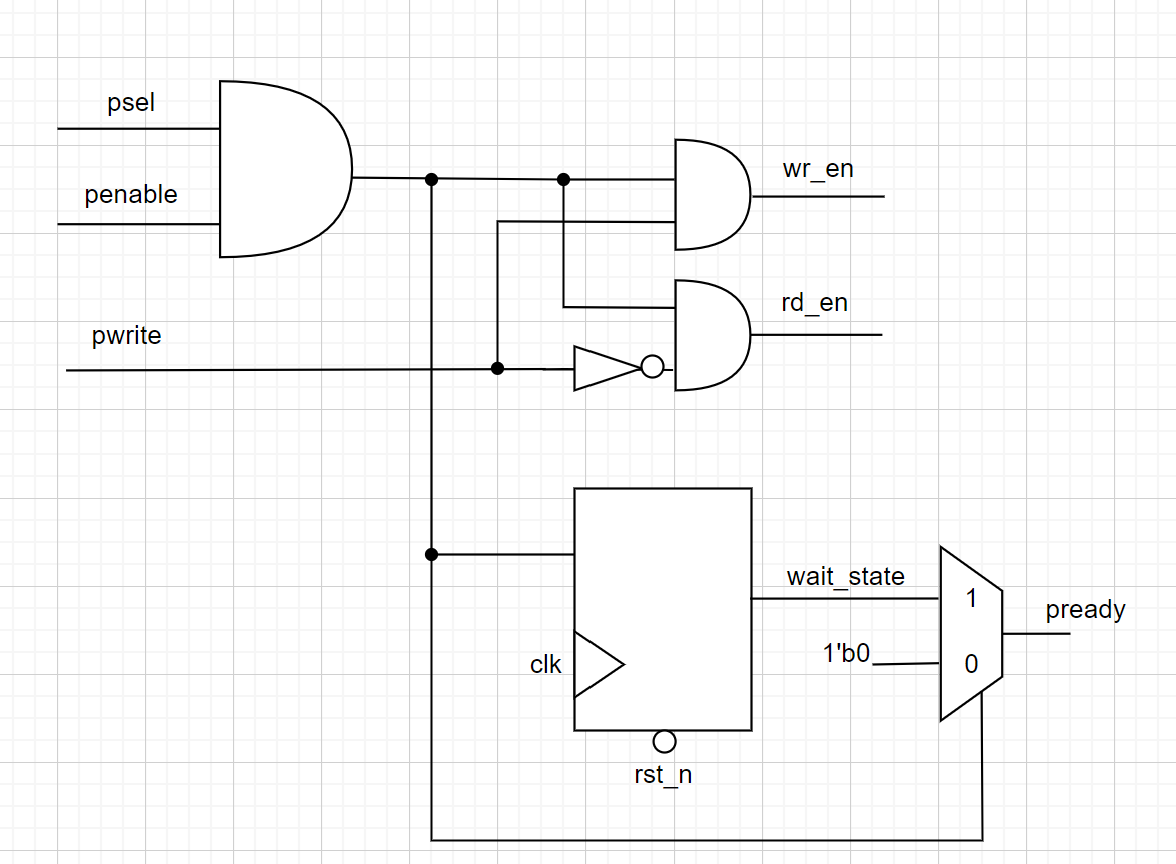 psel
penable
pwrite
wr_en
rd_en
wait_state
1
pready
1'b0
0
clk
rst_n